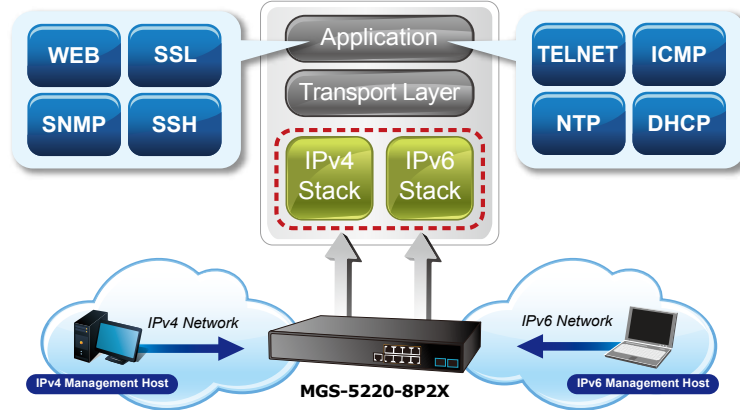 WEB
SSL
SNMP
SSH
Application
Transport Layer
IPv4
Stack
IPv6
Stack
TELNET
ICMP
NTP
DHCP
IPv4 Network
IPv4 Management Host
MGS-5220-8P2X
IPv6 Network
IPv6 Management Host